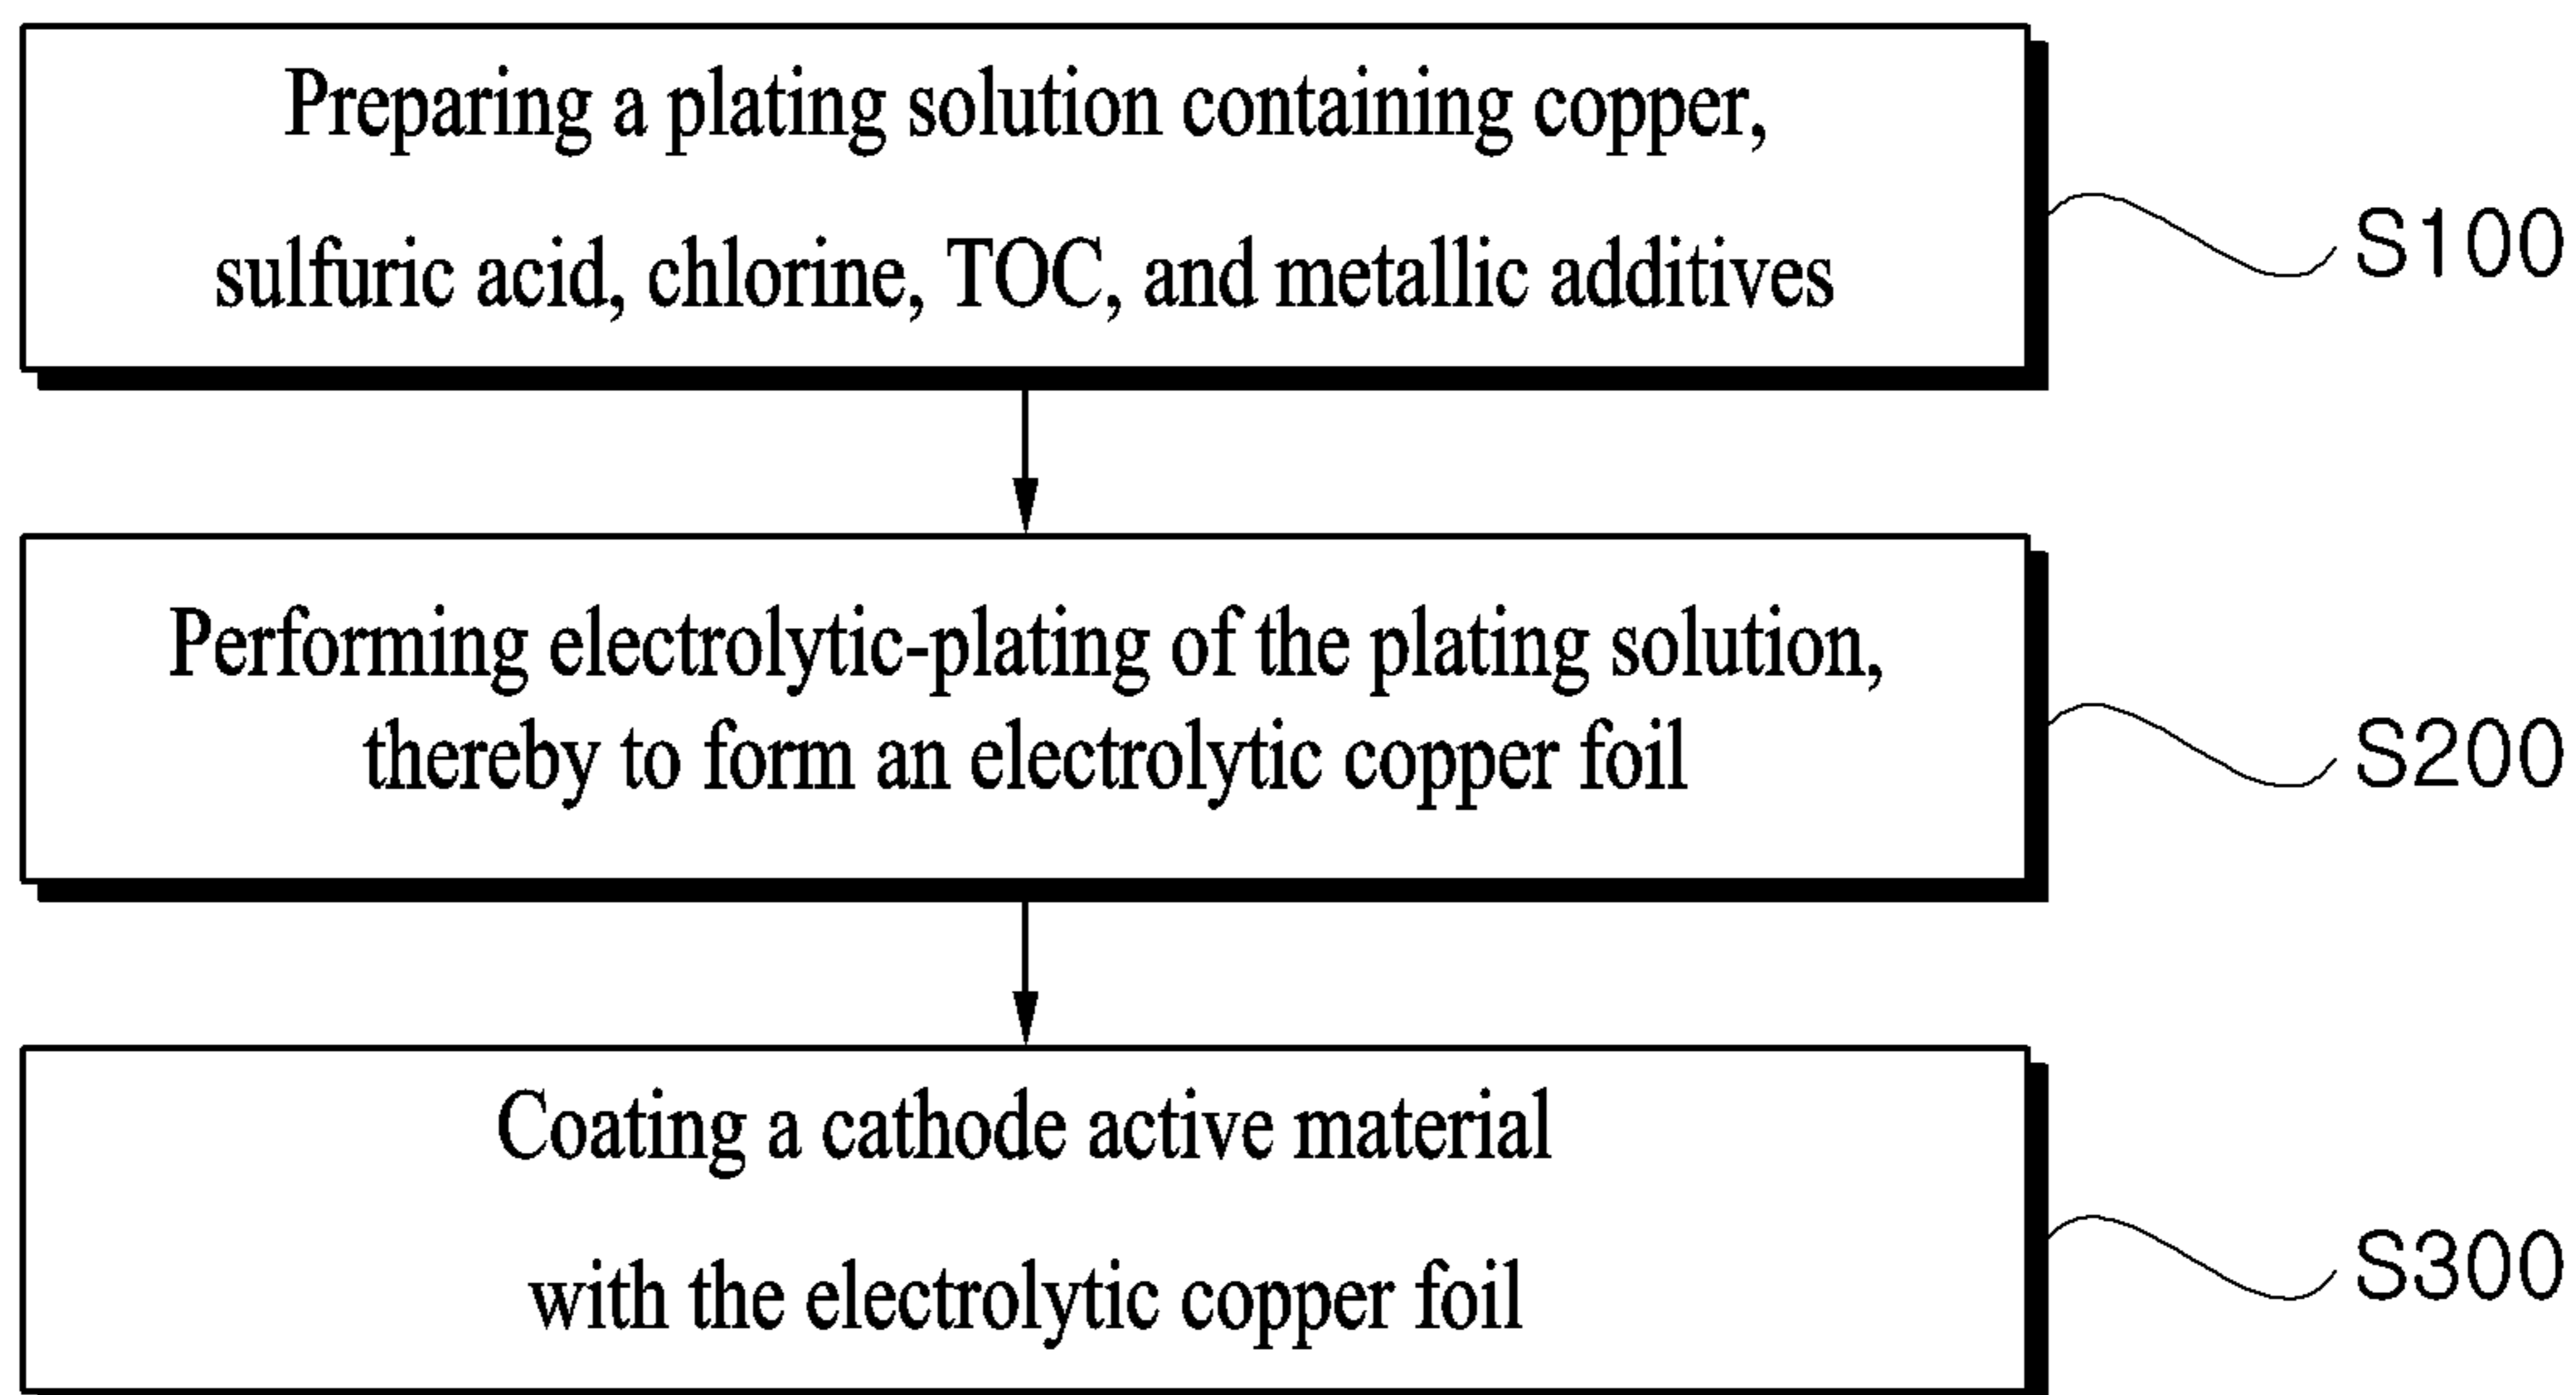 Preparing a plating solution containing copper,
sulfuric acid, chlorine, TOC, and metallic additives
S100
Performing electrolytic-plating of the plating solution,
thereby to form an electrolytic copper foil
S200
Coating a cathode active material
with the electrolytic copper foil
S300